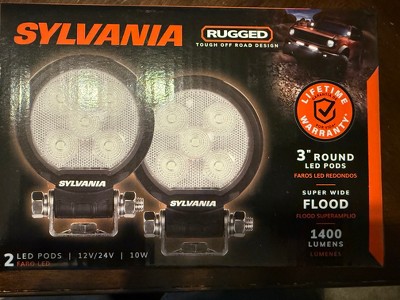 SYLVANIA
RUGGED
TOUGH OFF ROAD DESIGN
LIFETIME
WARRANTY*
3" ROUND
LED PODS
FAROS LED REDONDOS
SUPER WIDE
FLOOD
FLOOD SUPERAMPLIO
1400
LUMENS
LÚMENES
SYLVANIA
SYLVANIA
2 LED PODS | 12V/24V | 10W
FARO LED